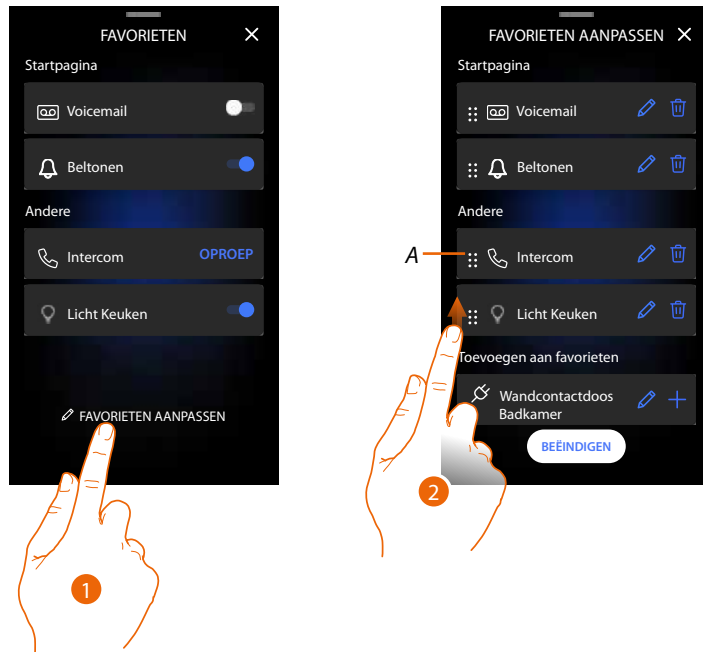 FAVORIETEN
Startpagina
Voicemail
Beltonen
Andere
Intercom OPROEP
Licht Keuken
FAVORIETEN AANPASSEN
1
FAVORIETEN AANPASSEN
Startpagina
Voicemail
Beltonen
Andere
A
Intercom
Licht Keuken
Toevoegen aan favorieten
Wandcontactdoos
Badkamer
BEËINDIGEN
2